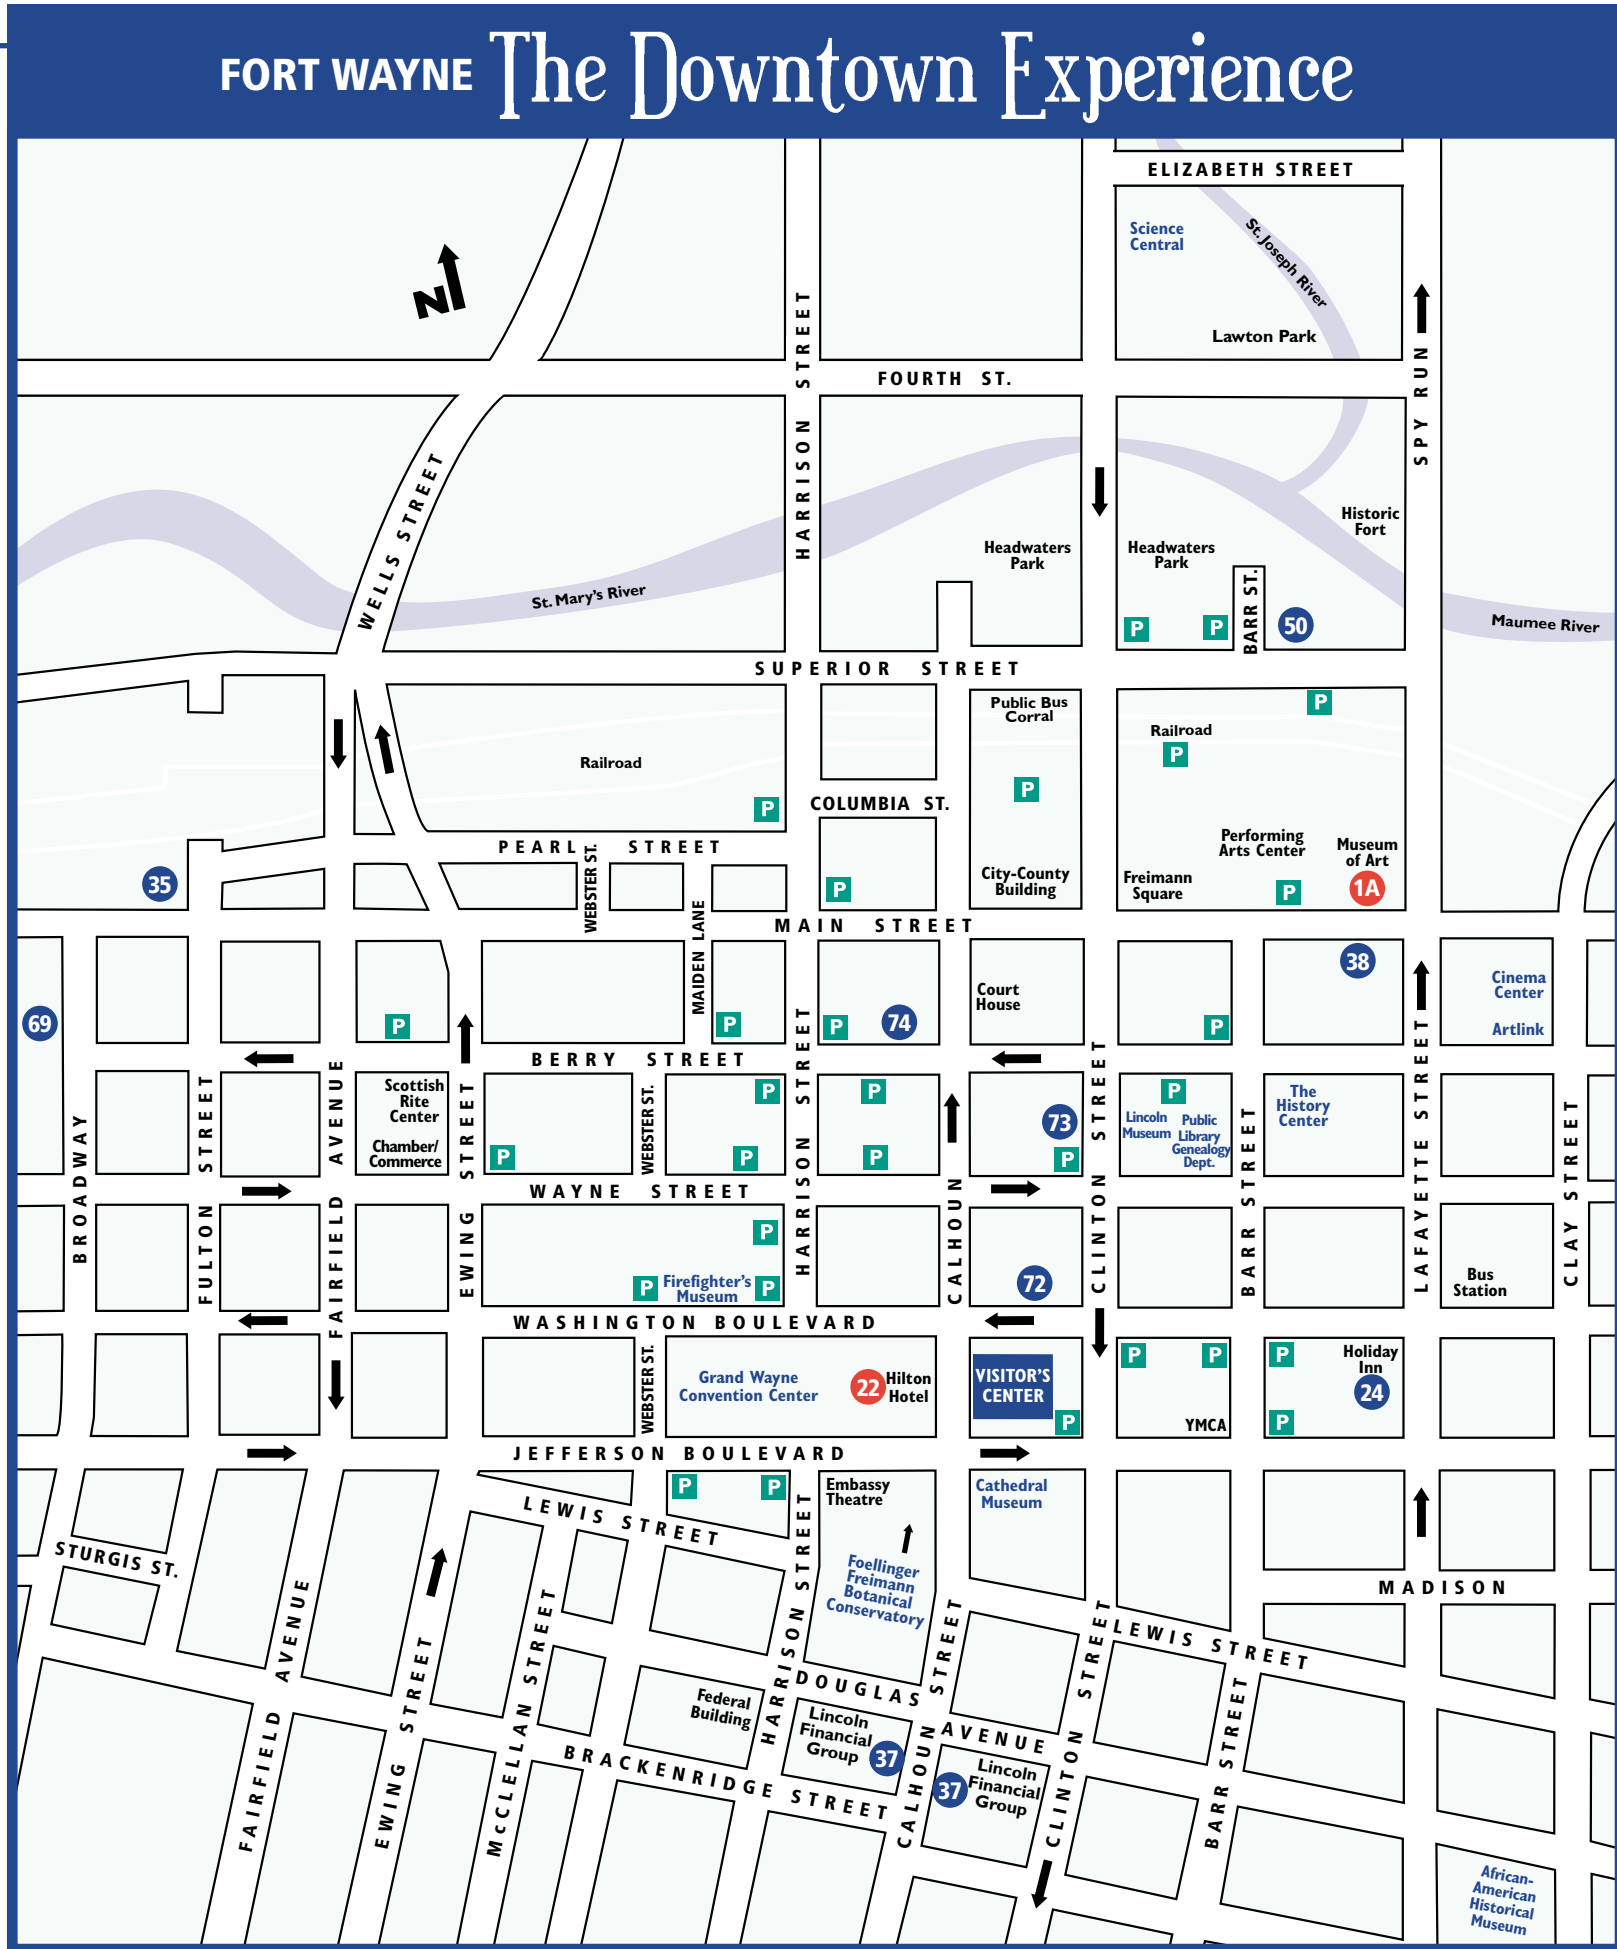 FORT WAYNE The Downtown Experience
ELIZABETH STREET
Science
Central
St. Joseph River
Lawton Park
N
HARRISON STREET
FOURTH ST.
SPY RUN
WELLS STREET
HARRISON STREET
Historic
Fort
Headwaters
Park
Headwaters
Park
St. Mary's River
BARR ST.
P
P
50
Maumee River
SUPERIOR STREET
Public Bus
Corral
P
Railroad
P
Railroad
P
P
COLUMBIA ST.
PEARL STREET
WEBSTER ST.
Performing
Arts Center
Museum
of Art
1A
35
P
City-County
Building
Freimann
Square
P
MAIN STREET
MAIDEN LANE
69
P
P
P
74
Court
House
P
38
Cinema
Center
Artlink
BERRY STREET
BROADWAY
FULTON STREET
FAIRFIELD AVENUE
Scottish
Rite
Center
Chamber/
Commerce
EWING STREET
P
WEBSTER ST.
P
P
HARRISON STREET
P
P
73
P
CLINTON STREET
P
Lincoln
Museum
Public
Library
Genealogy
Dept.
BARR STREET
The
History
Center
LAFAYETTE STREET
CLAY STREET
WAYNE STREET
CALHOUN
P
P
Firefighter's
Museum
P
72
Bus
Station
WASHINGTON BOULEVARD
WEBSTER ST.
Grand Wayne
Convention Center
22
Hilton
Hotel
VISITOR'S
CENTER
P
P
P
YMCA
P
P
Holiday
Inn
24
JEFFERSON BOULEVARD
P
P
Embassy
Theatre
Cathedral
Museum
LEWIS STREET
STURGIS ST.
HARRISON STREET
Foellinger
Freimann
Botanical
Conservatory
MADISON
FAIRFIELD AVENUE
EWING STREET
McCLELLAN STREET
CALHOUN STREET
CLINTON STREET
LEWIS STREET
BARR STREET
DOUGLAS AVENUE
Federal
Building
Lincoln
Financial
Group
37
37
Lincoln
Financial
Group
BRACKENRIDGE STREET
African-
American
Historical
Museum